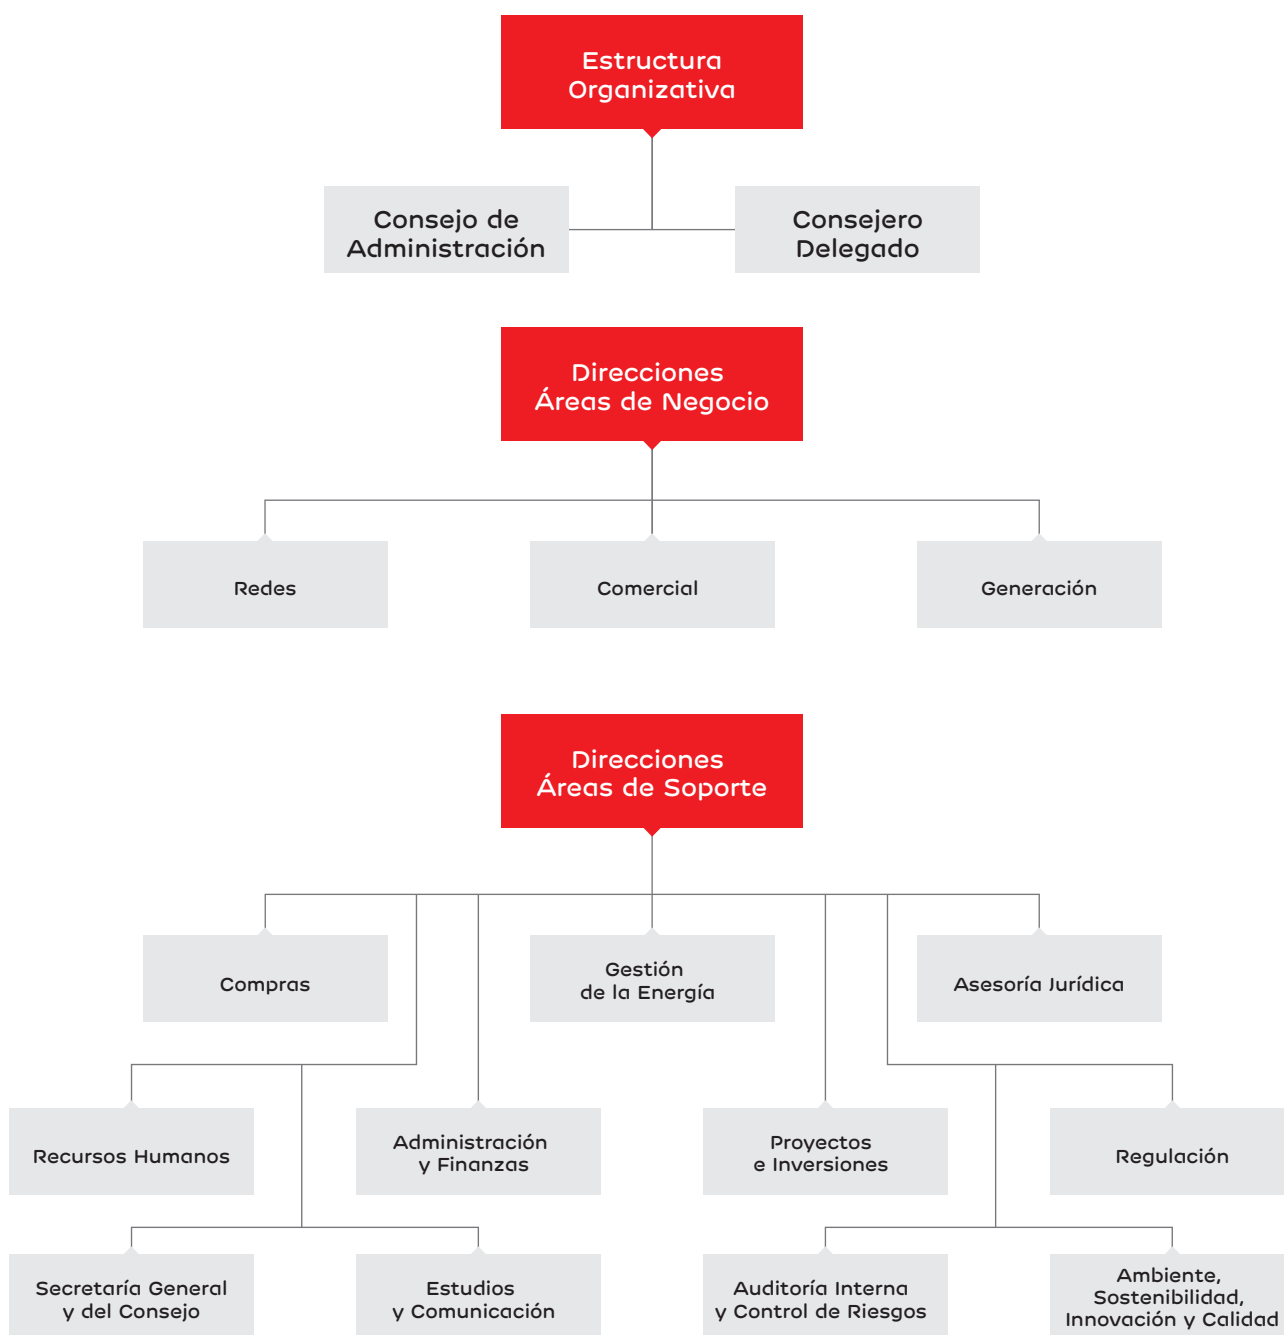 Estructura
Organizativa
Consejo de
Administración
Consejero
Delegado
Direcciones
Áreas de Negocio
Redes
Comercial
Generación
Direcciones
Áreas de Soporte
Compras
Gestión
de la Energía
Asesoría Jurídica
Recursos Humanos
Administración
y Finanzas
Proyectos
e Inversiones
Regulación
Secretaría General
y del Consejo
Estudios
y Comunicación
Auditoría Interna
y Control de Riesgos
Ambiente,
Sostenibilidad,
Innovación y Calidad